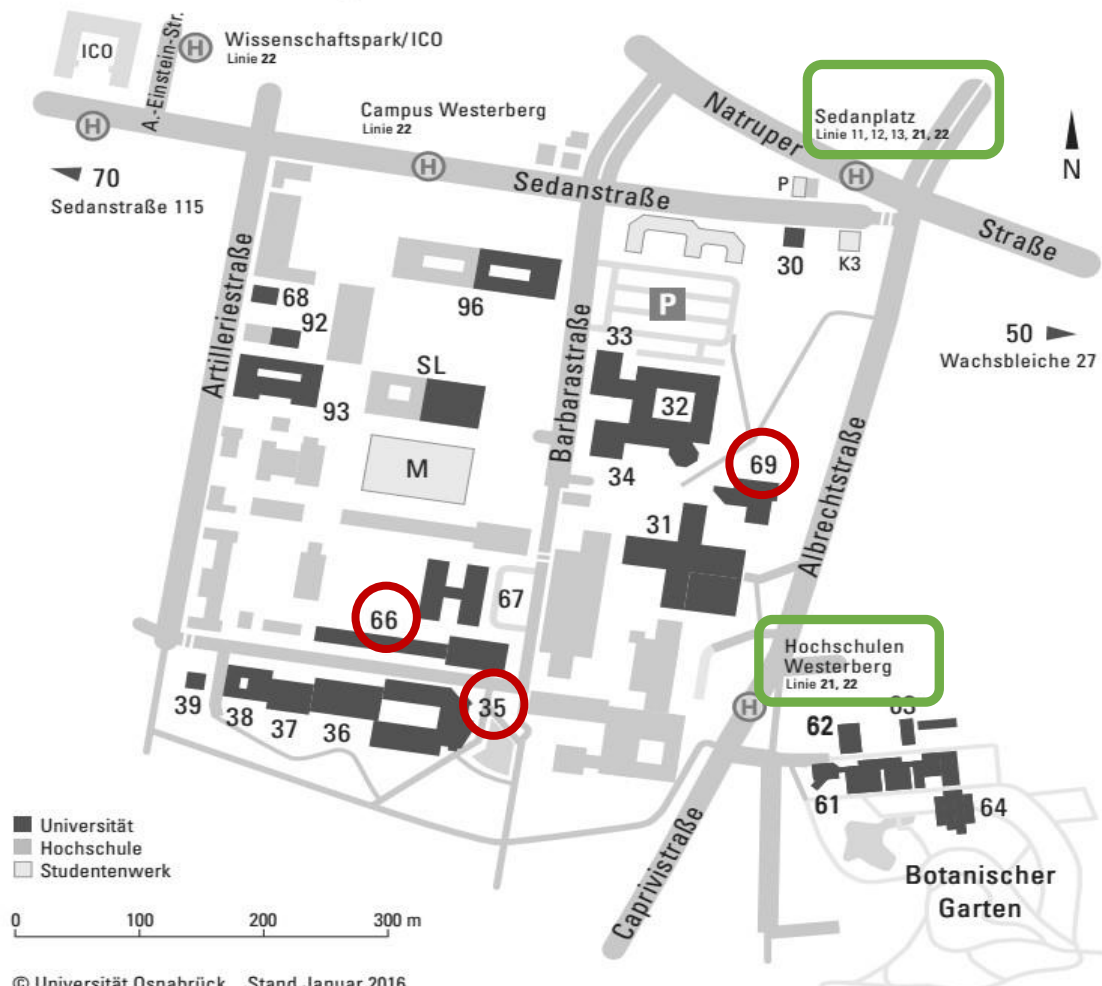 ICO
A.-Einstein-Str.
H
Wissenschaftspark/ICO
Linie 22
Campus Westerberg
Linie 22
H
H
Natruper
Straße
Sedanplatz
Linie 11, 12, 13, 21, 22
H
N
70
Sedanstraße 115
Sedanstraße
P
30
K3
Artilleriestraße
68
92
93
96
SL
M
Barbarastraße
P
33
32
34
69
31
50
Wachsbleiche 27
Albrechtstraße
66
67
35
39
38
37
36
Hochschulen
Westerberg
Linie 21, 22
H
62
61
64
Caprivistraße
Botanischer
Garten
Universität
Hochschule
Studentenwerk
0 100 200 300 m
© Universität Osnabrück Stand Januar 2016